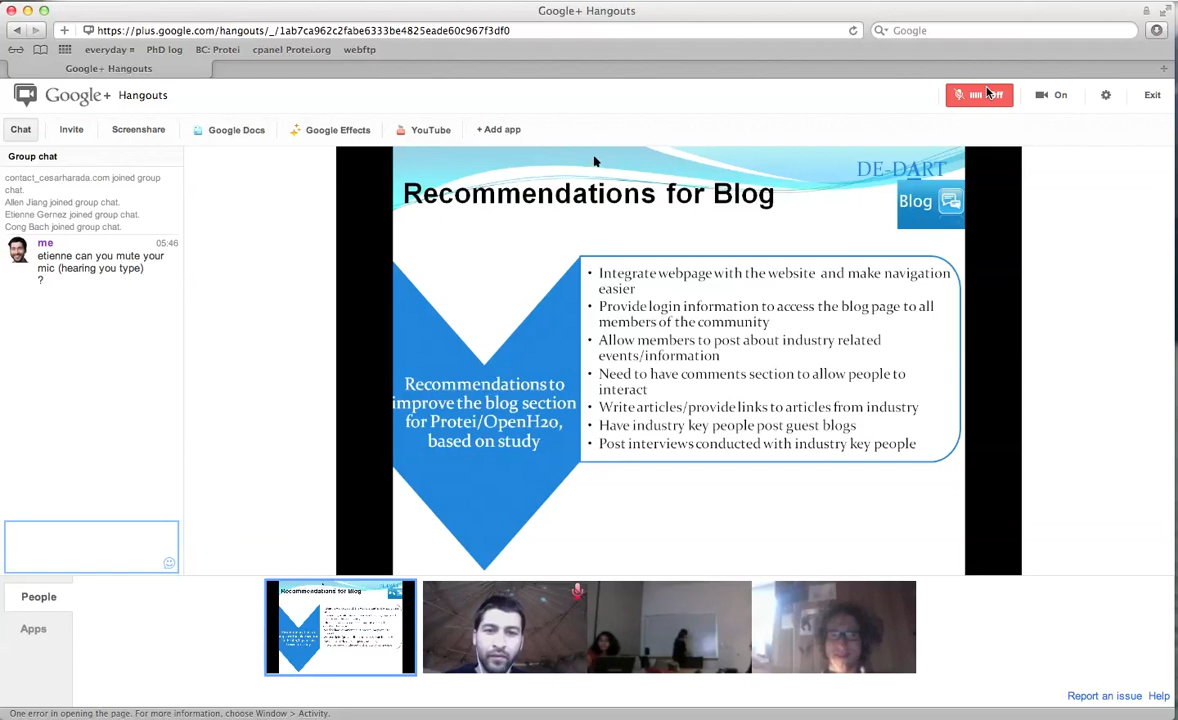 Google+ Hangouts
https://plus.google.com/hangouts/_/1ab7ca962c2fabe6333be4825eade60c967f3df0
Google
everyday
PhD log
BC: Protei
cpanel Protei.org
webftp
Google+ Hangouts
Google+ Hangouts
Off
On
Exit
Chat
Invite
Screenshare
Google Docs
Google Effects
YouTube
+ Add app
Group chat
contact_cesarharada.com joined group
chat.
Allen Jiang joined group chat.
Etienne Gernez joined group chat.
Cong Bach joined group chat.
me
05:46
etienne can you mute your
mic (hearing you type)
?
DE-DART
Recommendations for Blog
Blog
Recommendations to
improve the blog section
for Protei/OpenH2o,
based on study
• Integrate webpage with the website and make navigation
easier
• Provide login information to access the blog page to all
members of the community
• Allow members to post about industry related
events/information
• Need to have comments section to allow people to
interact
• Write articles/provide links to articles from industry
• Have industry key people post guest blogs
• Post interviews conducted with industry key people
People
Apps
Recommendations for Blog
Report an issue
Help
One error in opening the page. For more information, choose Window > Activity.